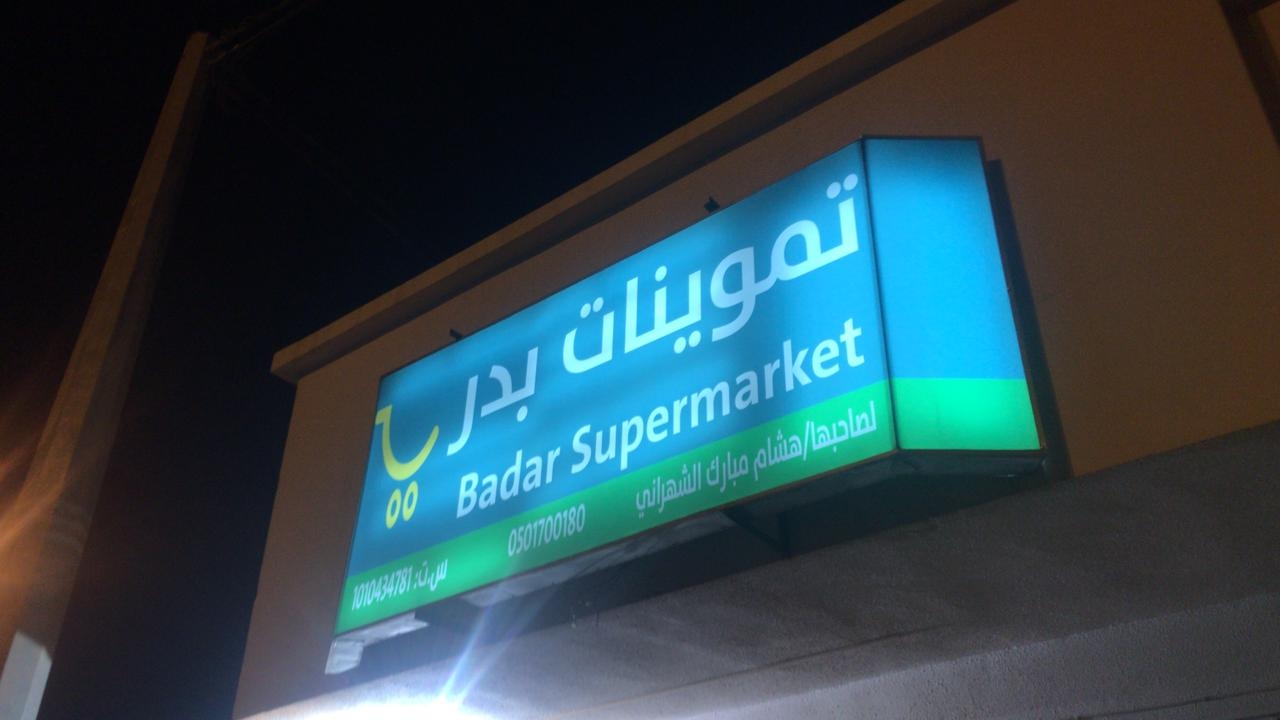 تموينات بدر
Badar Supermarket
لصاحبها/هشام مبارك الشهراني
0501700180
س.ت: 1010434781